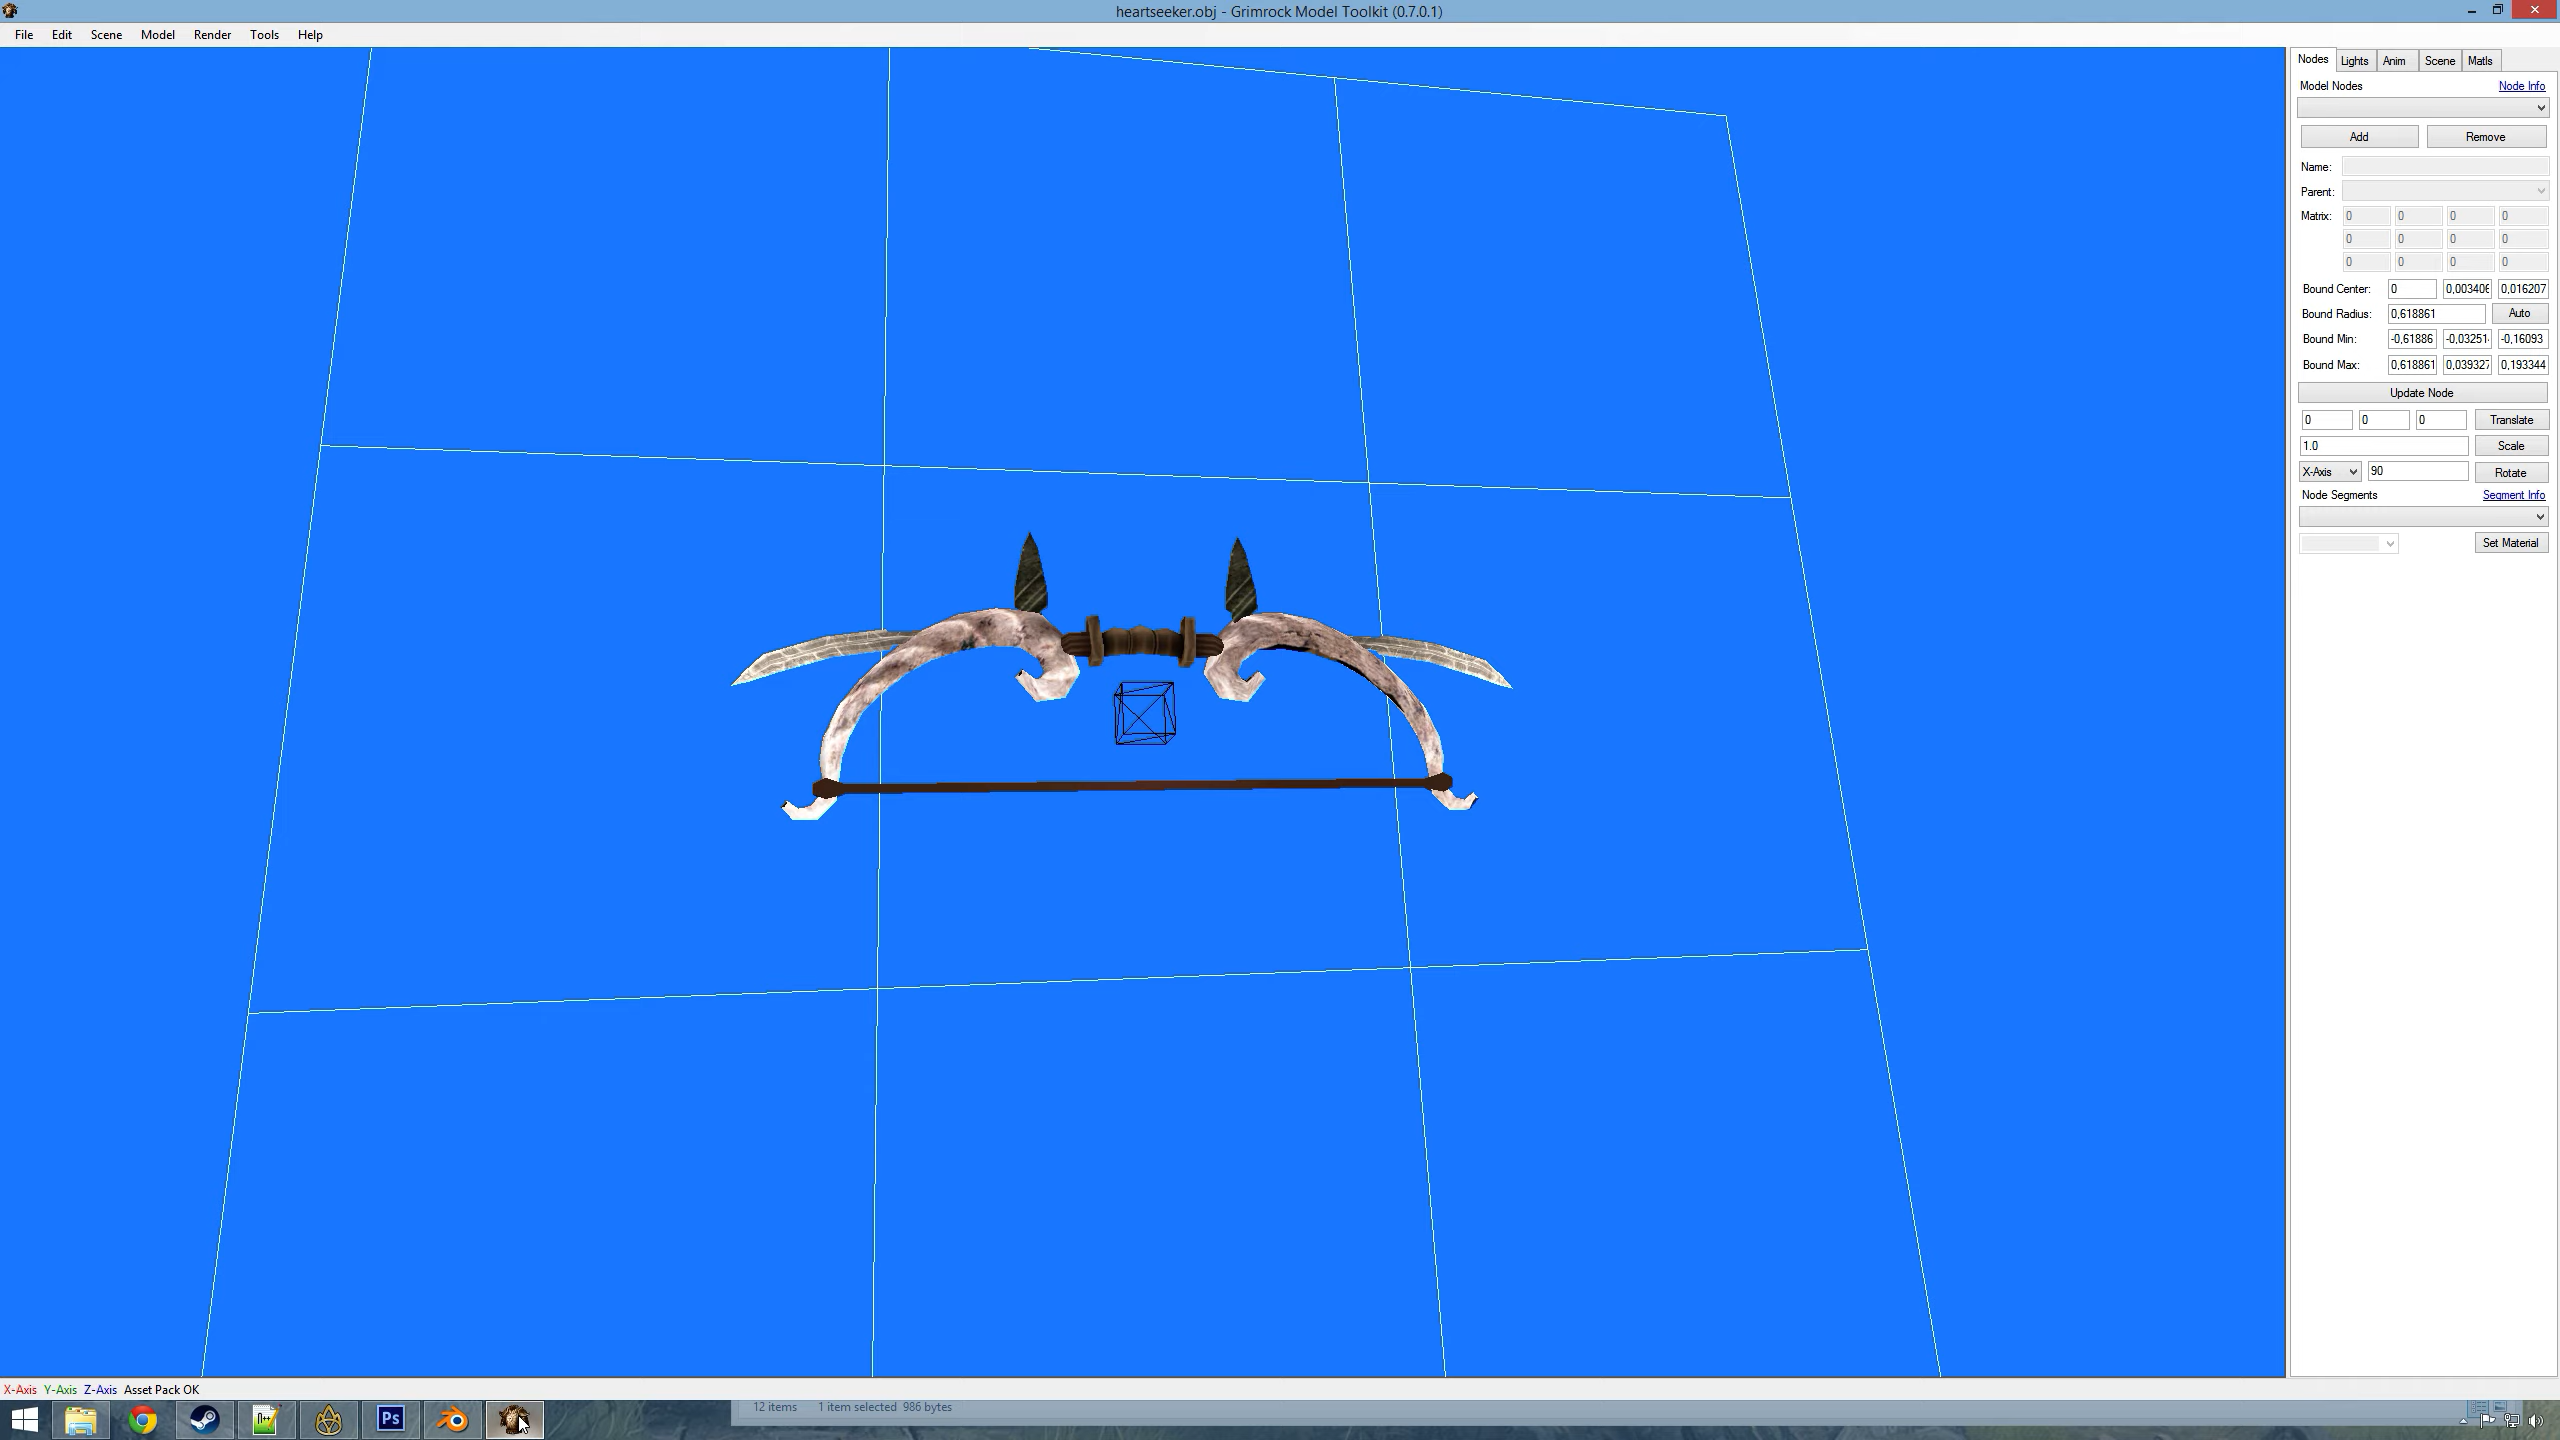 heartseeker.obj - Grimrock Model Toolkit (0.7.0.1)
File Edit Scene Model Render Tools Help
Nodes Lights Anim Scene Matls
Model Nodes Node Info
Add Remove
Name:
Parent:
Matrix: 0 0 0 0
0 0 0 0
0 0 0 0
Bound Center: 0 0,003406 0,016207
Bound Radius: 0,618861 Auto
Bound Min: -0,61886 -0,03251 -0,16093
Bound Max: 0,618861 0,039327 0,193344
Update Node
0 0 0 Translate
1.0 Scale
X-Axis 90 Rotate
Node Segments Segment Info
Set Material
X-Axis Y-Axis Z-Axis Asset Pack OK
12 items 1 item selected 986 bytes
Ps